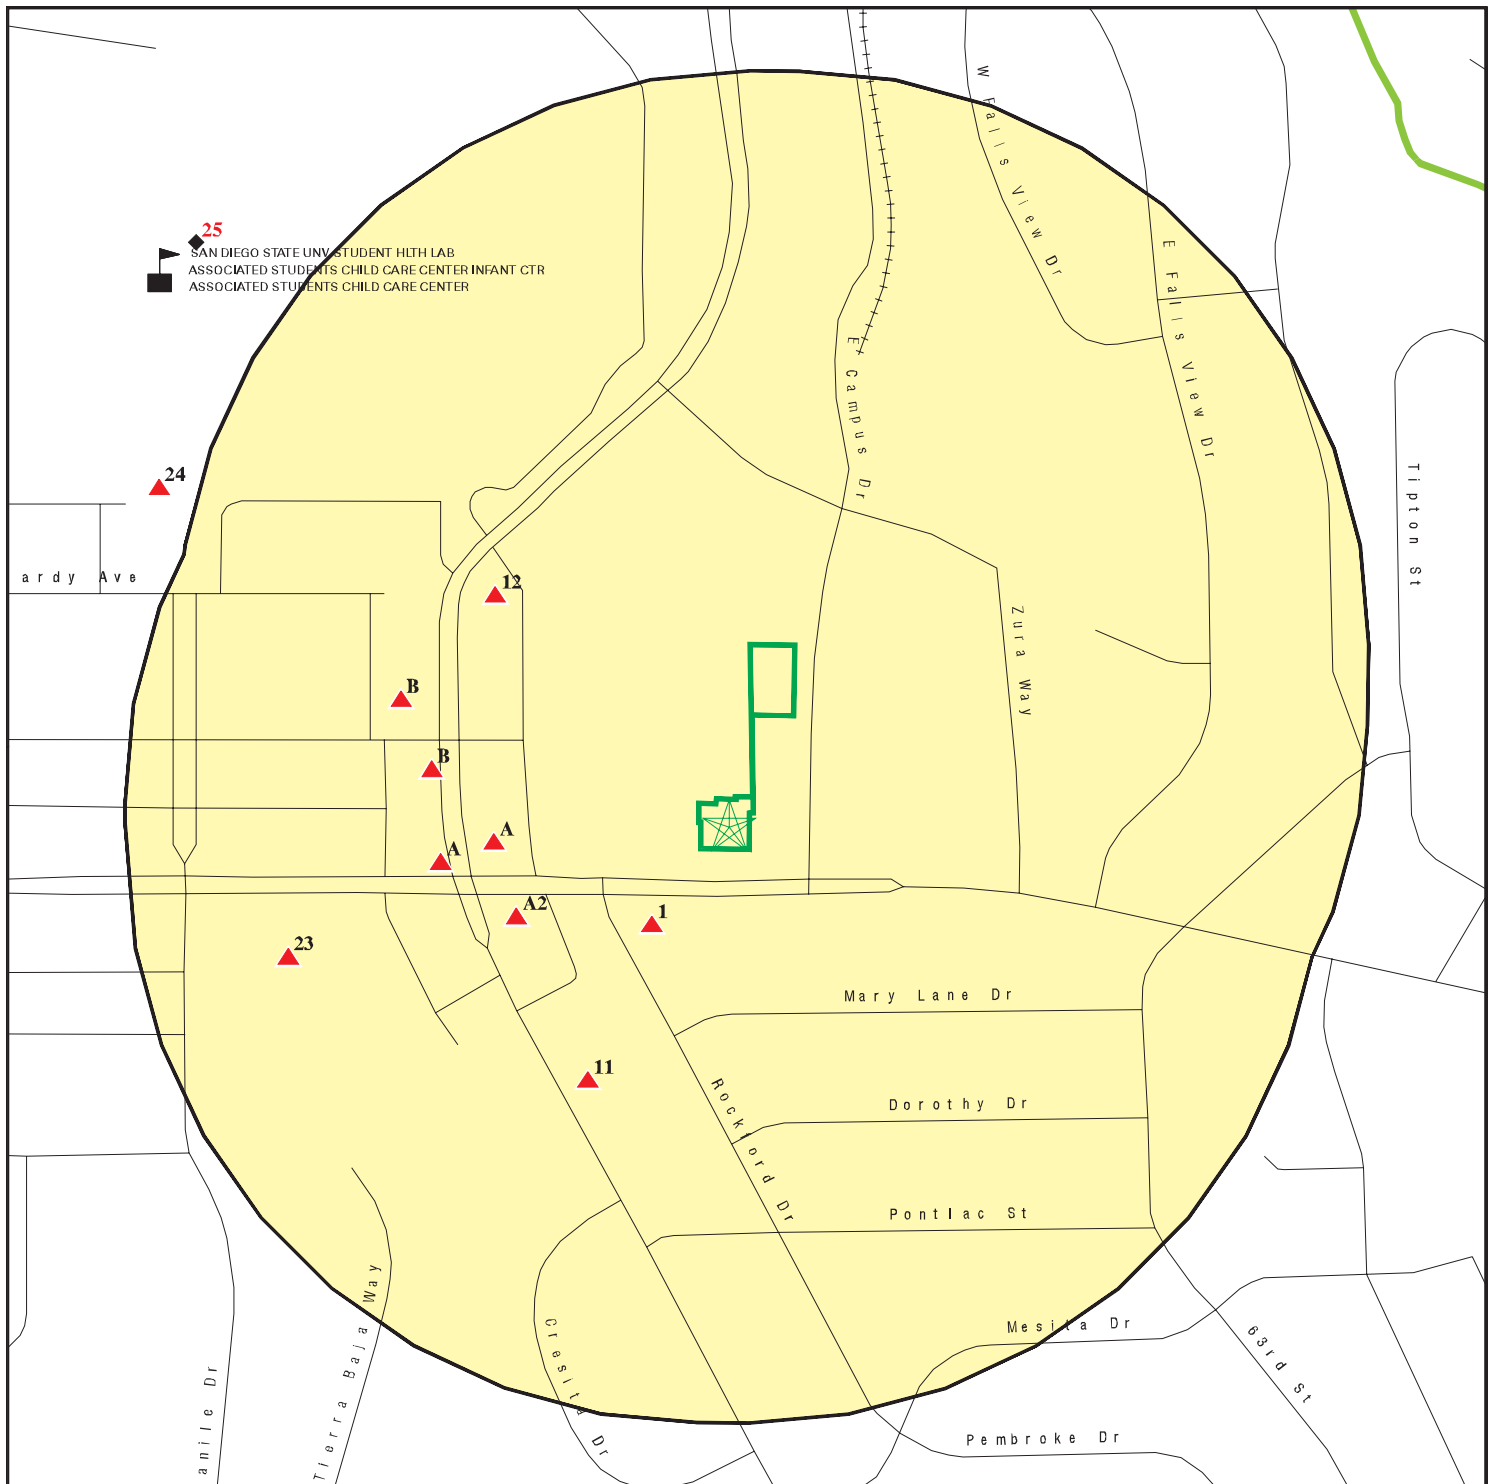 W Falls View Dr
25
SAN DIEGO STATE UNV STUDENT HLTH LAB
ASSOCIATED STUDENTS CHILD CARE CENTER INFANT CTR
ASSOCIATED STUDENTS CHILD CARE CENTER
E Falls View Dr
E Campus Dr
24
Tipton St
ardy Ave
12
Zura Way
B
B
A
A
A2
1
23
Mary Lane Dr
11
Rockford Dr
Dorothy Dr
Pontiac St
Tierra Baja Way
Cresita Dr
Mesita Dr
63rd St
anile Dr
Pembroke Dr